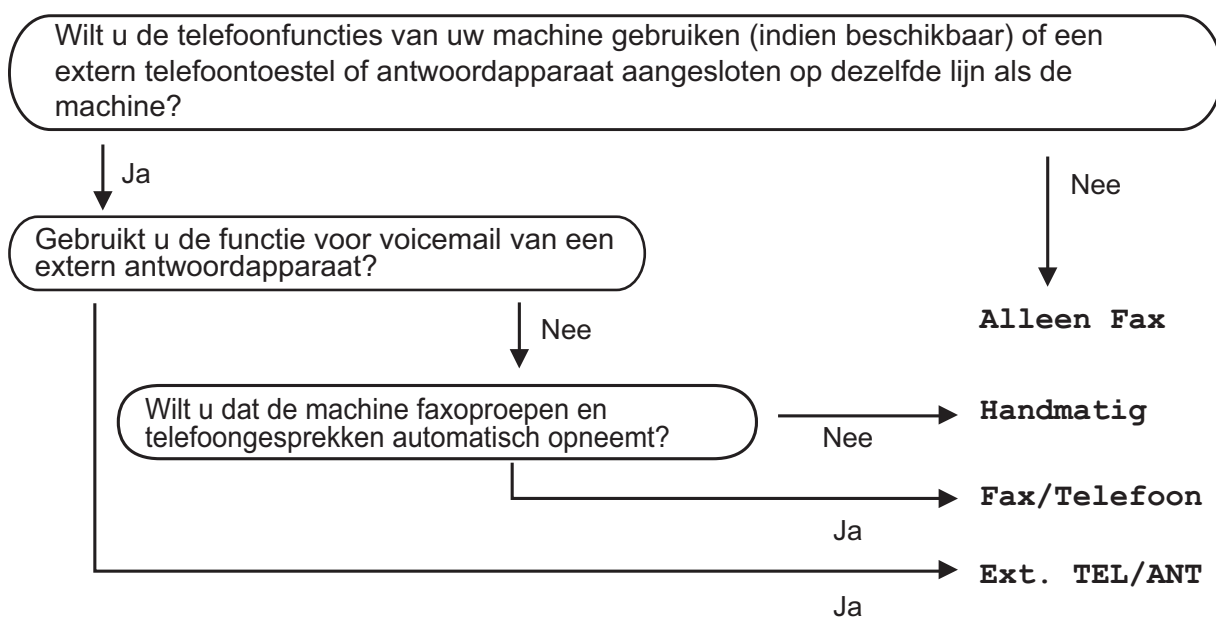 Wilt u de telefoonfuncties van uw machine gebruiken (indien beschikbaar) of een
extern telefoontoestel of antwoordapparaat aangesloten op dezelfde lijn als de
machine?
Ja
Nee
Gebruikt u de functie voor voicemail van een
extern antwoordapparaat?
Nee
Alleen Fax
Wilt u dat de machine faxoproepen en
telefoongesprekken automatisch opneemt?
Nee
Handmatig
Ja
Fax/Telefoon
Ja
Ext. TEL/ANT